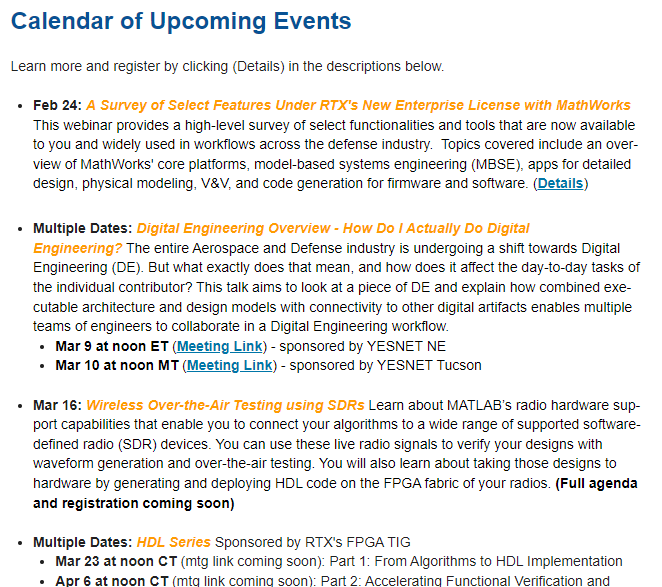 Calendar of Upcoming Events
Learn more and register by clicking (Details) in the descriptions below.
• Feb 24: A Survey of Select Features Under RTX's New Enterprise License with MathWorks
This webinar provides a high-level survey of select functionalities and tools that are now available
to you and widely used in workflows across the defense industry.  Topics covered include an over-
view of MathWorks' core platforms, model-based systems engineering (MBSE), apps for detailed
design, physical modeling, V&V, and code generation for firmware and software. (Details)
• Multiple Dates: Digital Engineering Overview - How Do I Actually Do Digital
Engineering? The entire Aerospace and Defense industry is undergoing a shift towards Digital
Engineering (DE). But what exactly does that mean, and how does it affect the day-to-day tasks of
the individual contributor? This talk aims to look at a piece of DE and explain how combined exe-
cutable architecture and design models with connectivity to other digital artifacts enables multiple
teams of engineers to collaborate in a Digital Engineering workflow.
• Mar 9 at noon ET (Meeting Link) - sponsored by YESNET NE
• Mar 10 at noon MT (Meeting Link) - sponsored by YESNET Tucson
• Mar 16: Wireless Over-the-Air Testing using SDRs Learn about MATLAB's radio hardware sup-
port capabilities that enable you to connect your algorithms to a wide range of supported software-
defined radio (SDR) devices. You can use these live radio signals to verify your designs with
waveform generation and over-the-air testing. You will also learn about taking those designs to
hardware by generating and deploying HDL code on the FPGA fabric of your radios. (Full agenda
and registration coming soon)
• Multiple Dates: HDL Series Sponsored by RTX's FPGA TIG
• Mar 23 at noon CT (mtg link coming soon): Part 1: From Algorithms to HDL Implementation
• Apr 6 at noon CT (mtg link coming soon): Part 2: Accelerating Functional Verification and